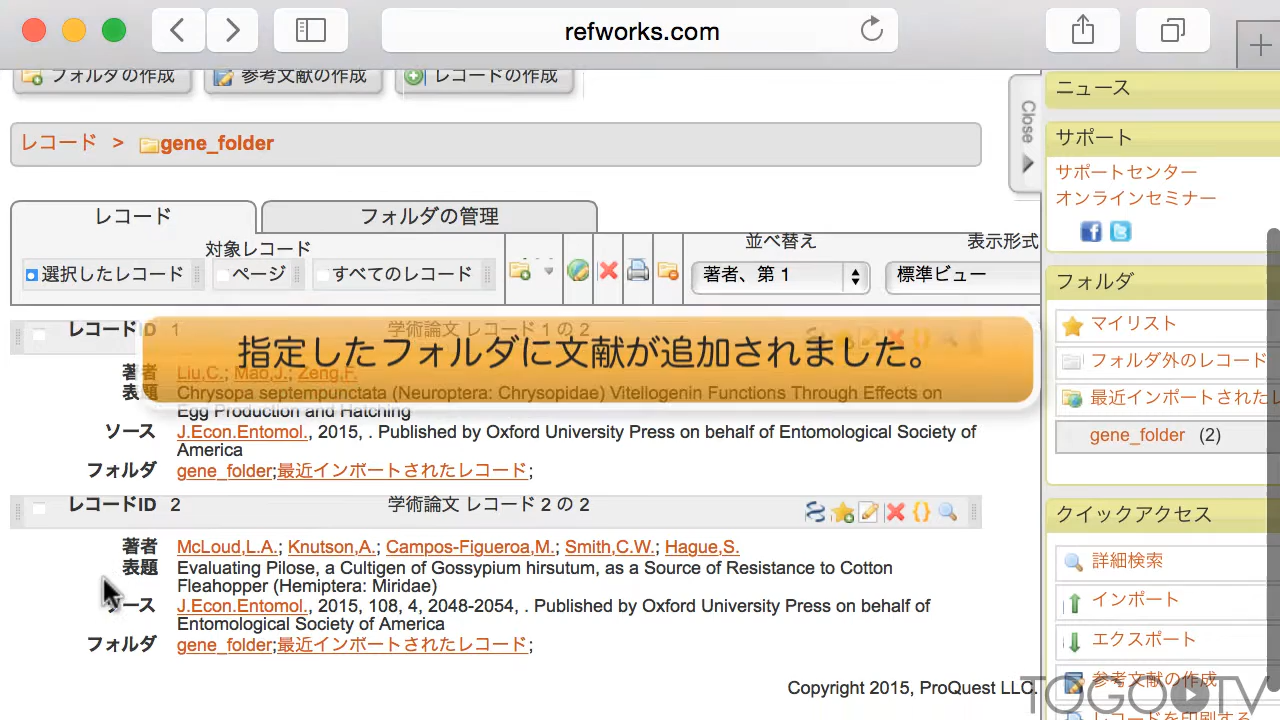 refworks.com
フォルダの作成 参考文献の作成 レコードの作成
レコード > gene_folder
レコード フォルダの管理
対象レコード 並べ替え 表示形式
選択したレコード ページ すべてのレコード 著者、第 1 標準ビュー
レコードID 1 学術論文 レコード 1 の 2
指定したフォルダに文献が追加されました。
著者 Liu,C.; Mao,J.; Zeng,F.
表題 Chrysopa septempunctata (Neuroptera: Chrysopidae) Vitellogenin Functions Through Effects on
Egg Production and Hatching
ソース J.Econ.Entomol., 2015, . Published by Oxford University Press on behalf of Entomological Society of
America
フォルダ gene_folder;最近インポートされたレコード;
レコードID 2 学術論文 レコード 2 の 2
著者 McLoud,L.A.; Knutson,A.; Campos-Figueroa,M.; Smith,C.W.; Hague,S.
表題 Evaluating Pilose, a Cultigen of Gossypium hirsutum, as a Source of Resistance to Cotton
Fleahopper (Hemiptera: Miridae)
ソース J.Econ.Entomol., 2015, 108, 4, 2048-2054, . Published by Oxford University Press on behalf of
Entomological Society of America
フォルダ gene_folder;最近インポートされたレコード;
Copyright 2015, ProQuest LLC.
Close
ニュース
サポート
サポートセンター
オンラインセミナー
フォルダ
マイリスト
フォルダ外のレコード
最近インポートされたレ
gene_folder (2)
クイックアクセス
詳細検索
インポート
エクスポート
参考文献の作成
レコードを印刷する
TOGO TV